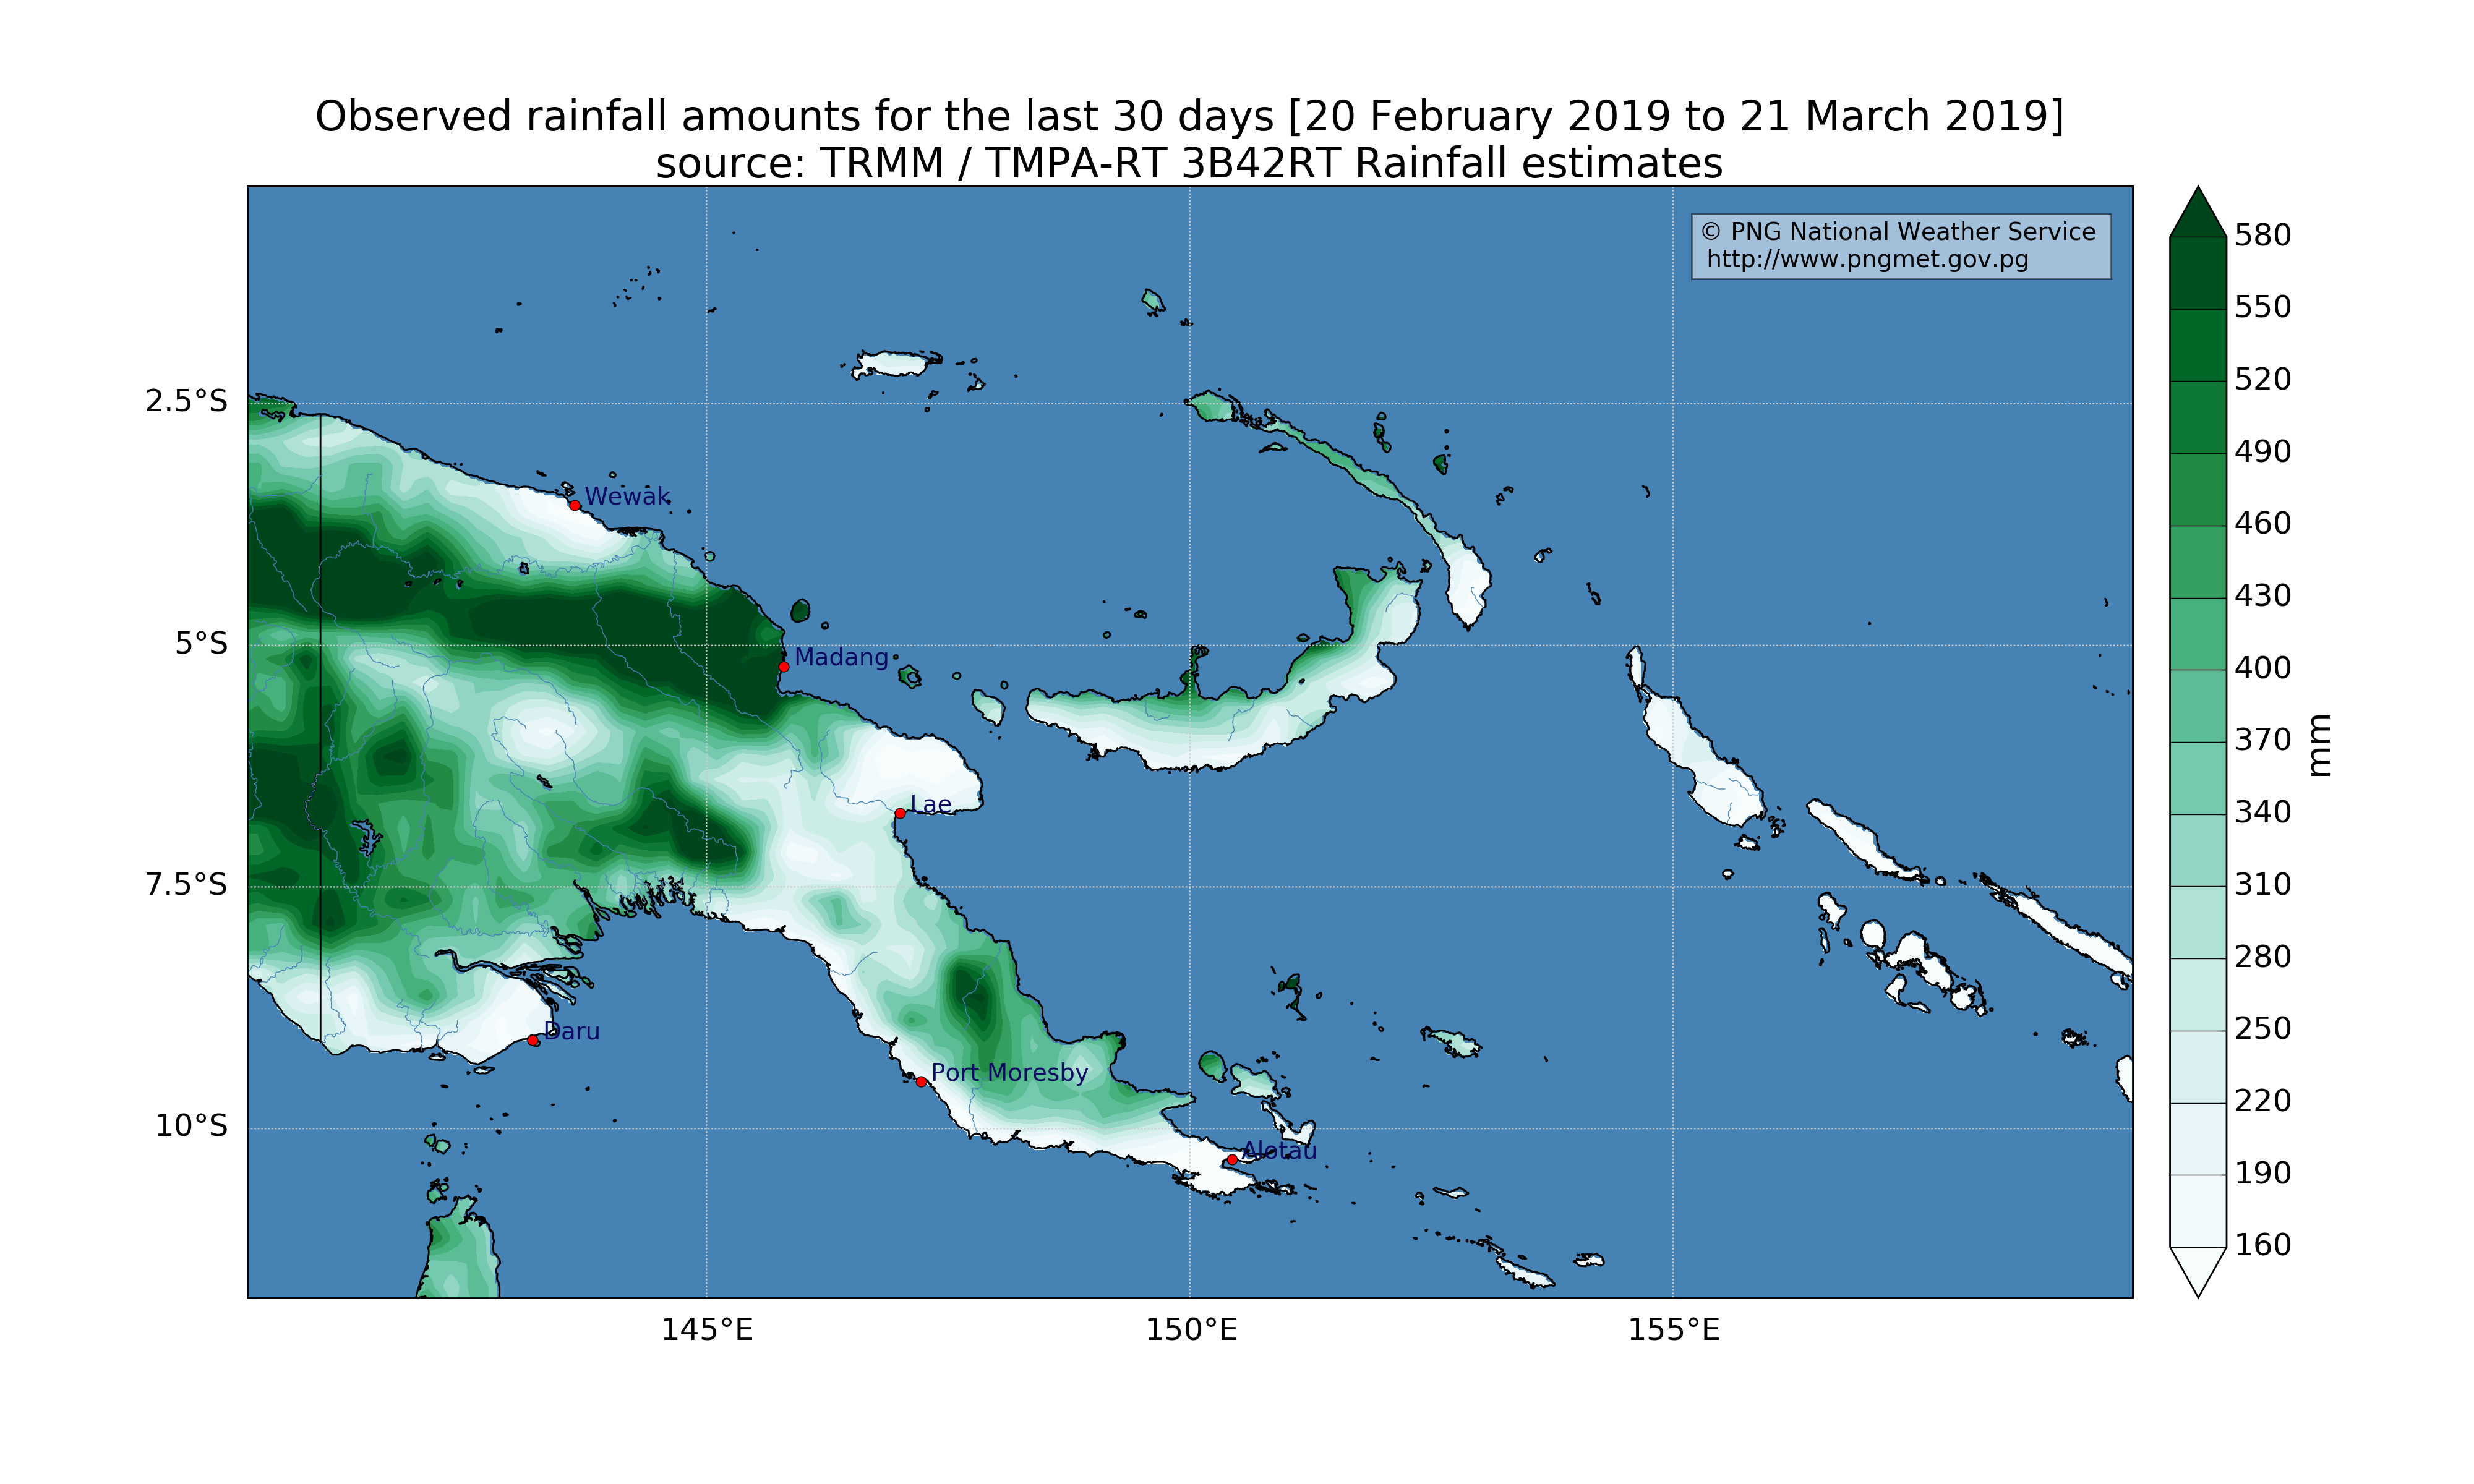 Observed rainfall amounts for the last 30 days [20 February 2019 to 21 March 2019]
source: TRMM / TMPA-RT 3B42RT Rainfall estimates
© PNG National Weather Service
http://www.pngmet.gov.pg
580
550
520
490
460
430
400
370
340
310
280
250
220
190
160
mm
2.5°S
5°S
7.5°S
10°S
Wewak
Madang
Lae
Daru
Port Moresby
Alotau
145°E
150°E
155°E